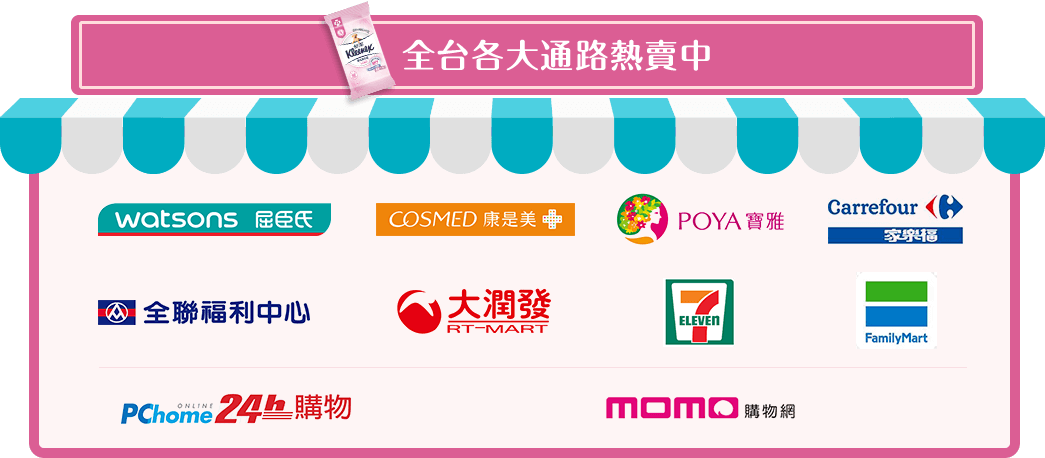 Kleenex
全台各大通路熱賣中
watsons 屈臣氏
COSMED 康是美
POYA 寶雅
Carrefour
家樂福
全聯福利中心
大潤發
RT-MART
7
ELEVEn
FamilyMart
ONLINE
PChome 24h 購物
momo 購物網